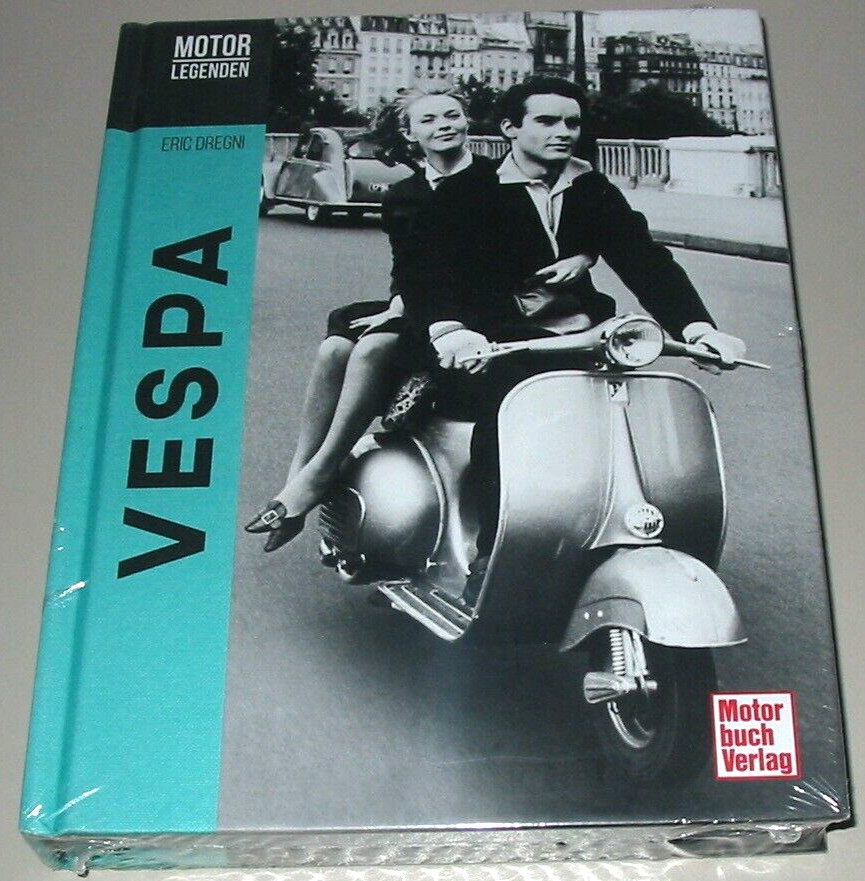 MOTOR
LEGENDEN
ERIC DREGNI
VESPA
Motor
buch
Verlag